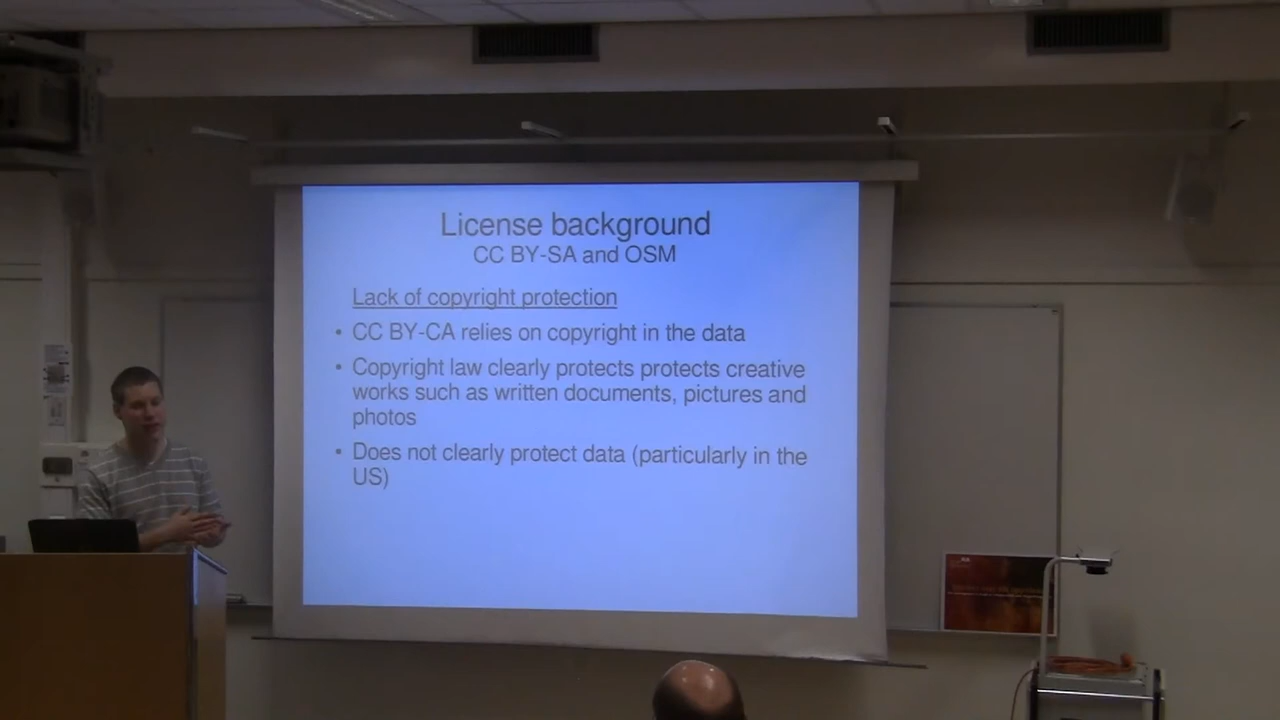 License background
CC BY-SA and OSM
Lack of copyright protection
• CC BY-CA relies on copyright in the data
• Copyright law clearly protects protects creative
works such as written documents, pictures and
photos
• Does not clearly protect data (particularly in the
US)